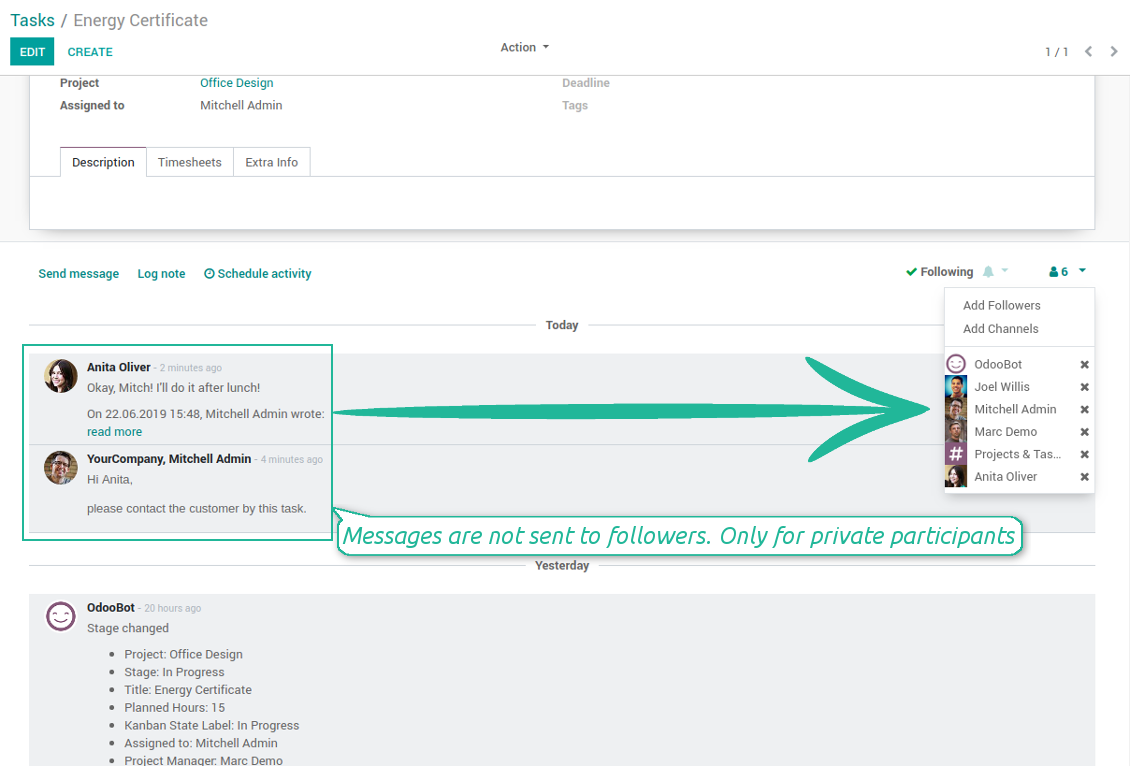 Tasks / Energy Certificate
EDIT CREATE Action 1 / 1
Project Office Design Deadline
Assigned to Mitchell Admin Tags
Description Timesheets Extra Info
Send message Log note Schedule activity Following 6
Add Followers
Add Channels
Today
Anita Oliver - 2 minutes ago
Okay, Mitch! I'll do it after lunch!
On 22.06.2019 15:48, Mitchell Admin wrote:
read more
YourCompany, Mitchell Admin - 4 minutes ago
Hi Anita,
please contact the customer by this task.
OdooBot
Joel Willis
Mitchell Admin
Marc Demo
# Projects & Tas...
Anita Oliver
Messages are not sent to followers. Only for private participants
Yesterday
OdooBot - 20 hours ago
Stage changed
• Project: Office Design
• Stage: In Progress
• Title: Energy Certificate
• Planned Hours: 15
• Kanban State Label: In Progress
• Assigned to: Mitchell Admin
• Project Manager: Marc Demo